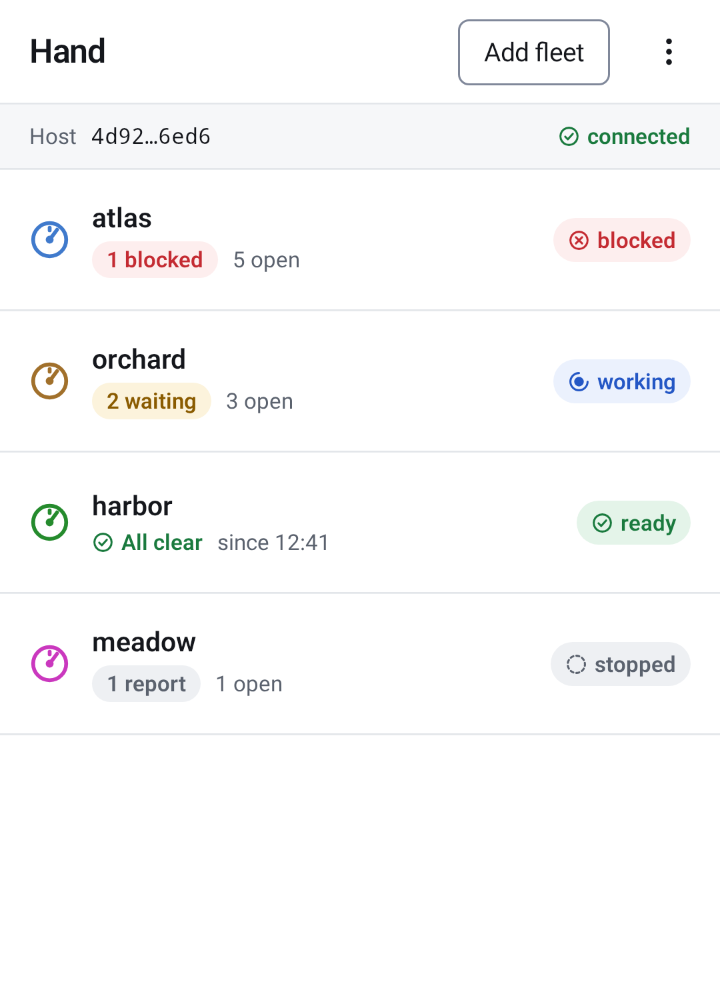 Hand
Add fleet
Host 4d92…6ed6
connected
atlas
1 blocked 5 open
blocked
orchard
2 waiting 3 open
working
harbor
All clear since 12:41
ready
meadow
1 report 1 open
stopped